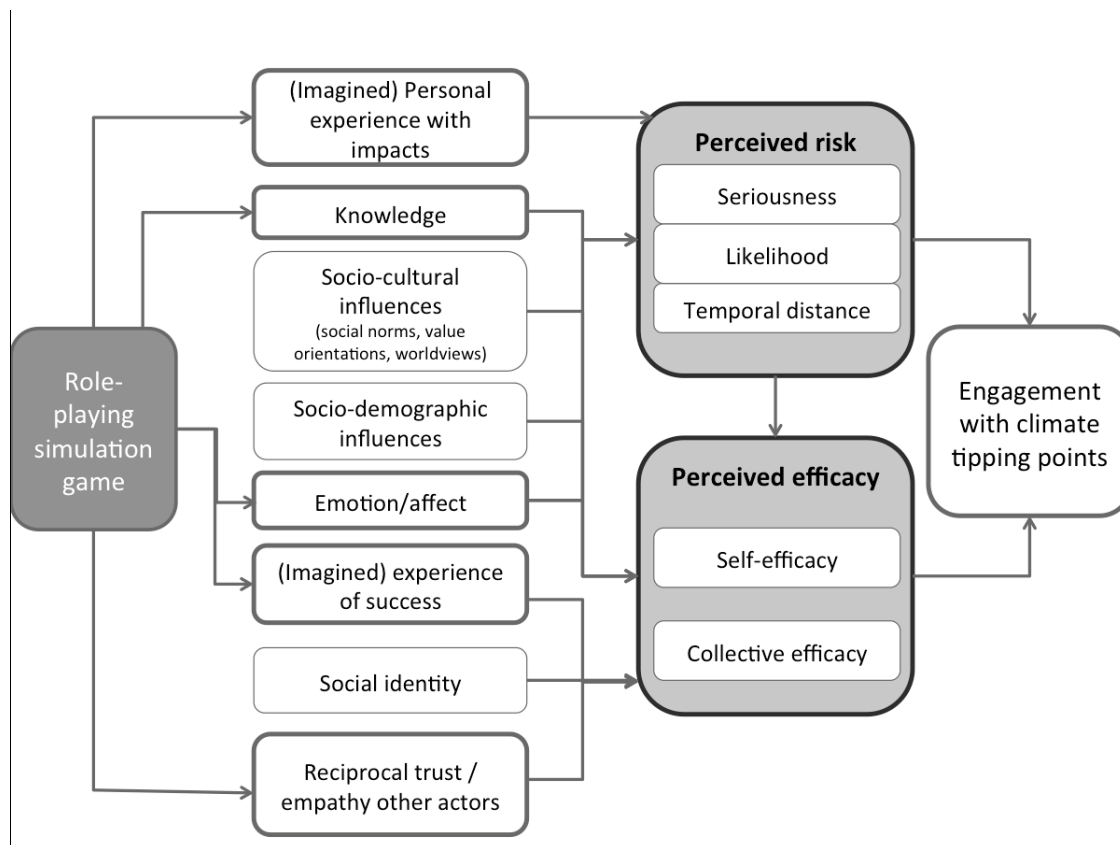 Role-
playing
simulation
game
(Imagined) Personal
experience with
impacts
Knowledge
Socio-cultural
influences
(social norms, value
orientations, worldviews)
Socio-demographic
influences
Emotion/affect
(Imagined) experience
of success
Social identity
Reciprocal trust /
empathy other actors
Perceived risk
Seriousness
Likelihood
Temporal distance
Perceived efficacy
Self-efficacy
Collective efficacy
Engagement
with climate
tipping points